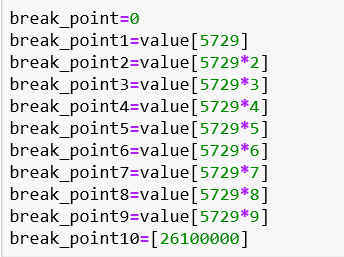 break_point=0
break_point1=value[5729]
break_point2=value[5729*2]
break_point3=value[5729*3]
break_point4=value[5729*4]
break_point5=value[5729*5]
break_point6=value[5729*6]
break_point7=value[5729*7]
break_point8=value[5729*8]
break_point9=value[5729*9]
break_point10=[26100000]